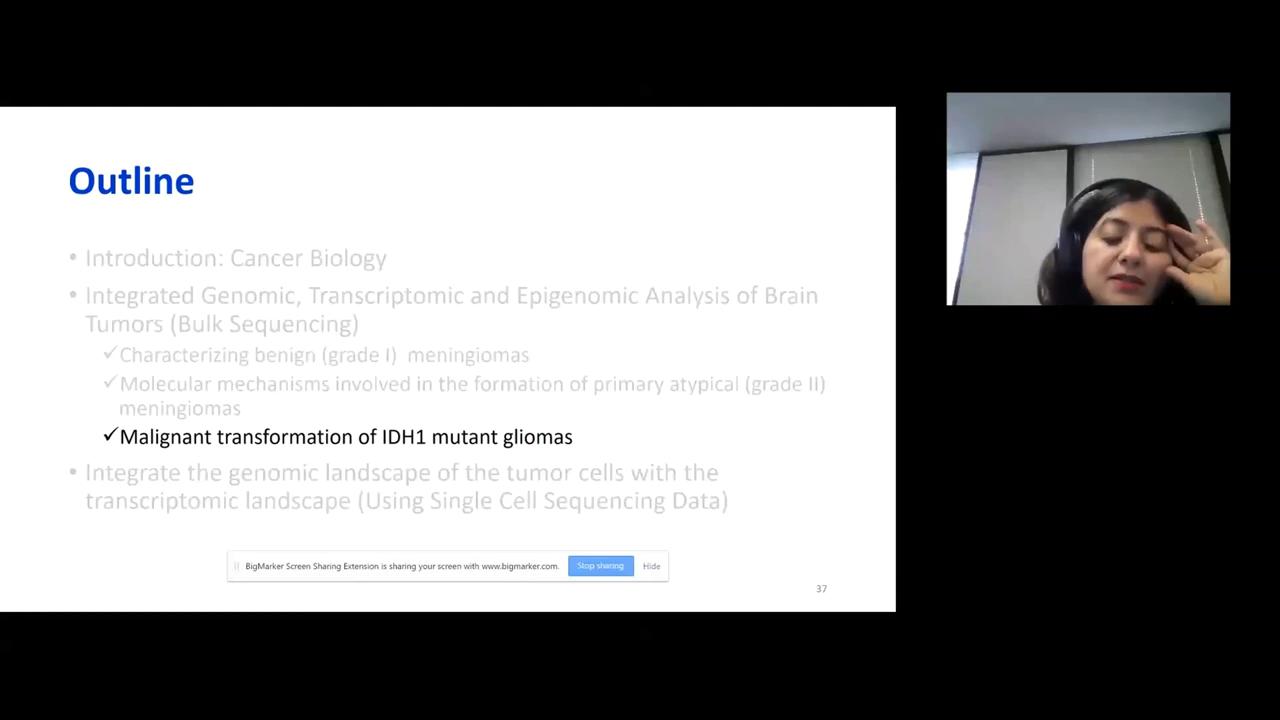 Outline
• Introduction: Cancer Biology
• Integrated Genomic, Transcriptomic and Epigenomic Analysis of Brain
Tumors (Bulk Sequencing)
✓Characterizing benign (grade I) meningiomas
✓Molecular mechanisms involved in the formation of primary atypical (grade II)
meningiomas
✓Malignant transformation of IDH1 mutant gliomas
• Integrate the genomic landscape of the tumor cells with the
transcriptomic landscape (Using Single Cell Sequencing Data)
BigMarker Screen Sharing Extension is sharing your screen with www.bigmarker.com. Stop sharing Hide
37